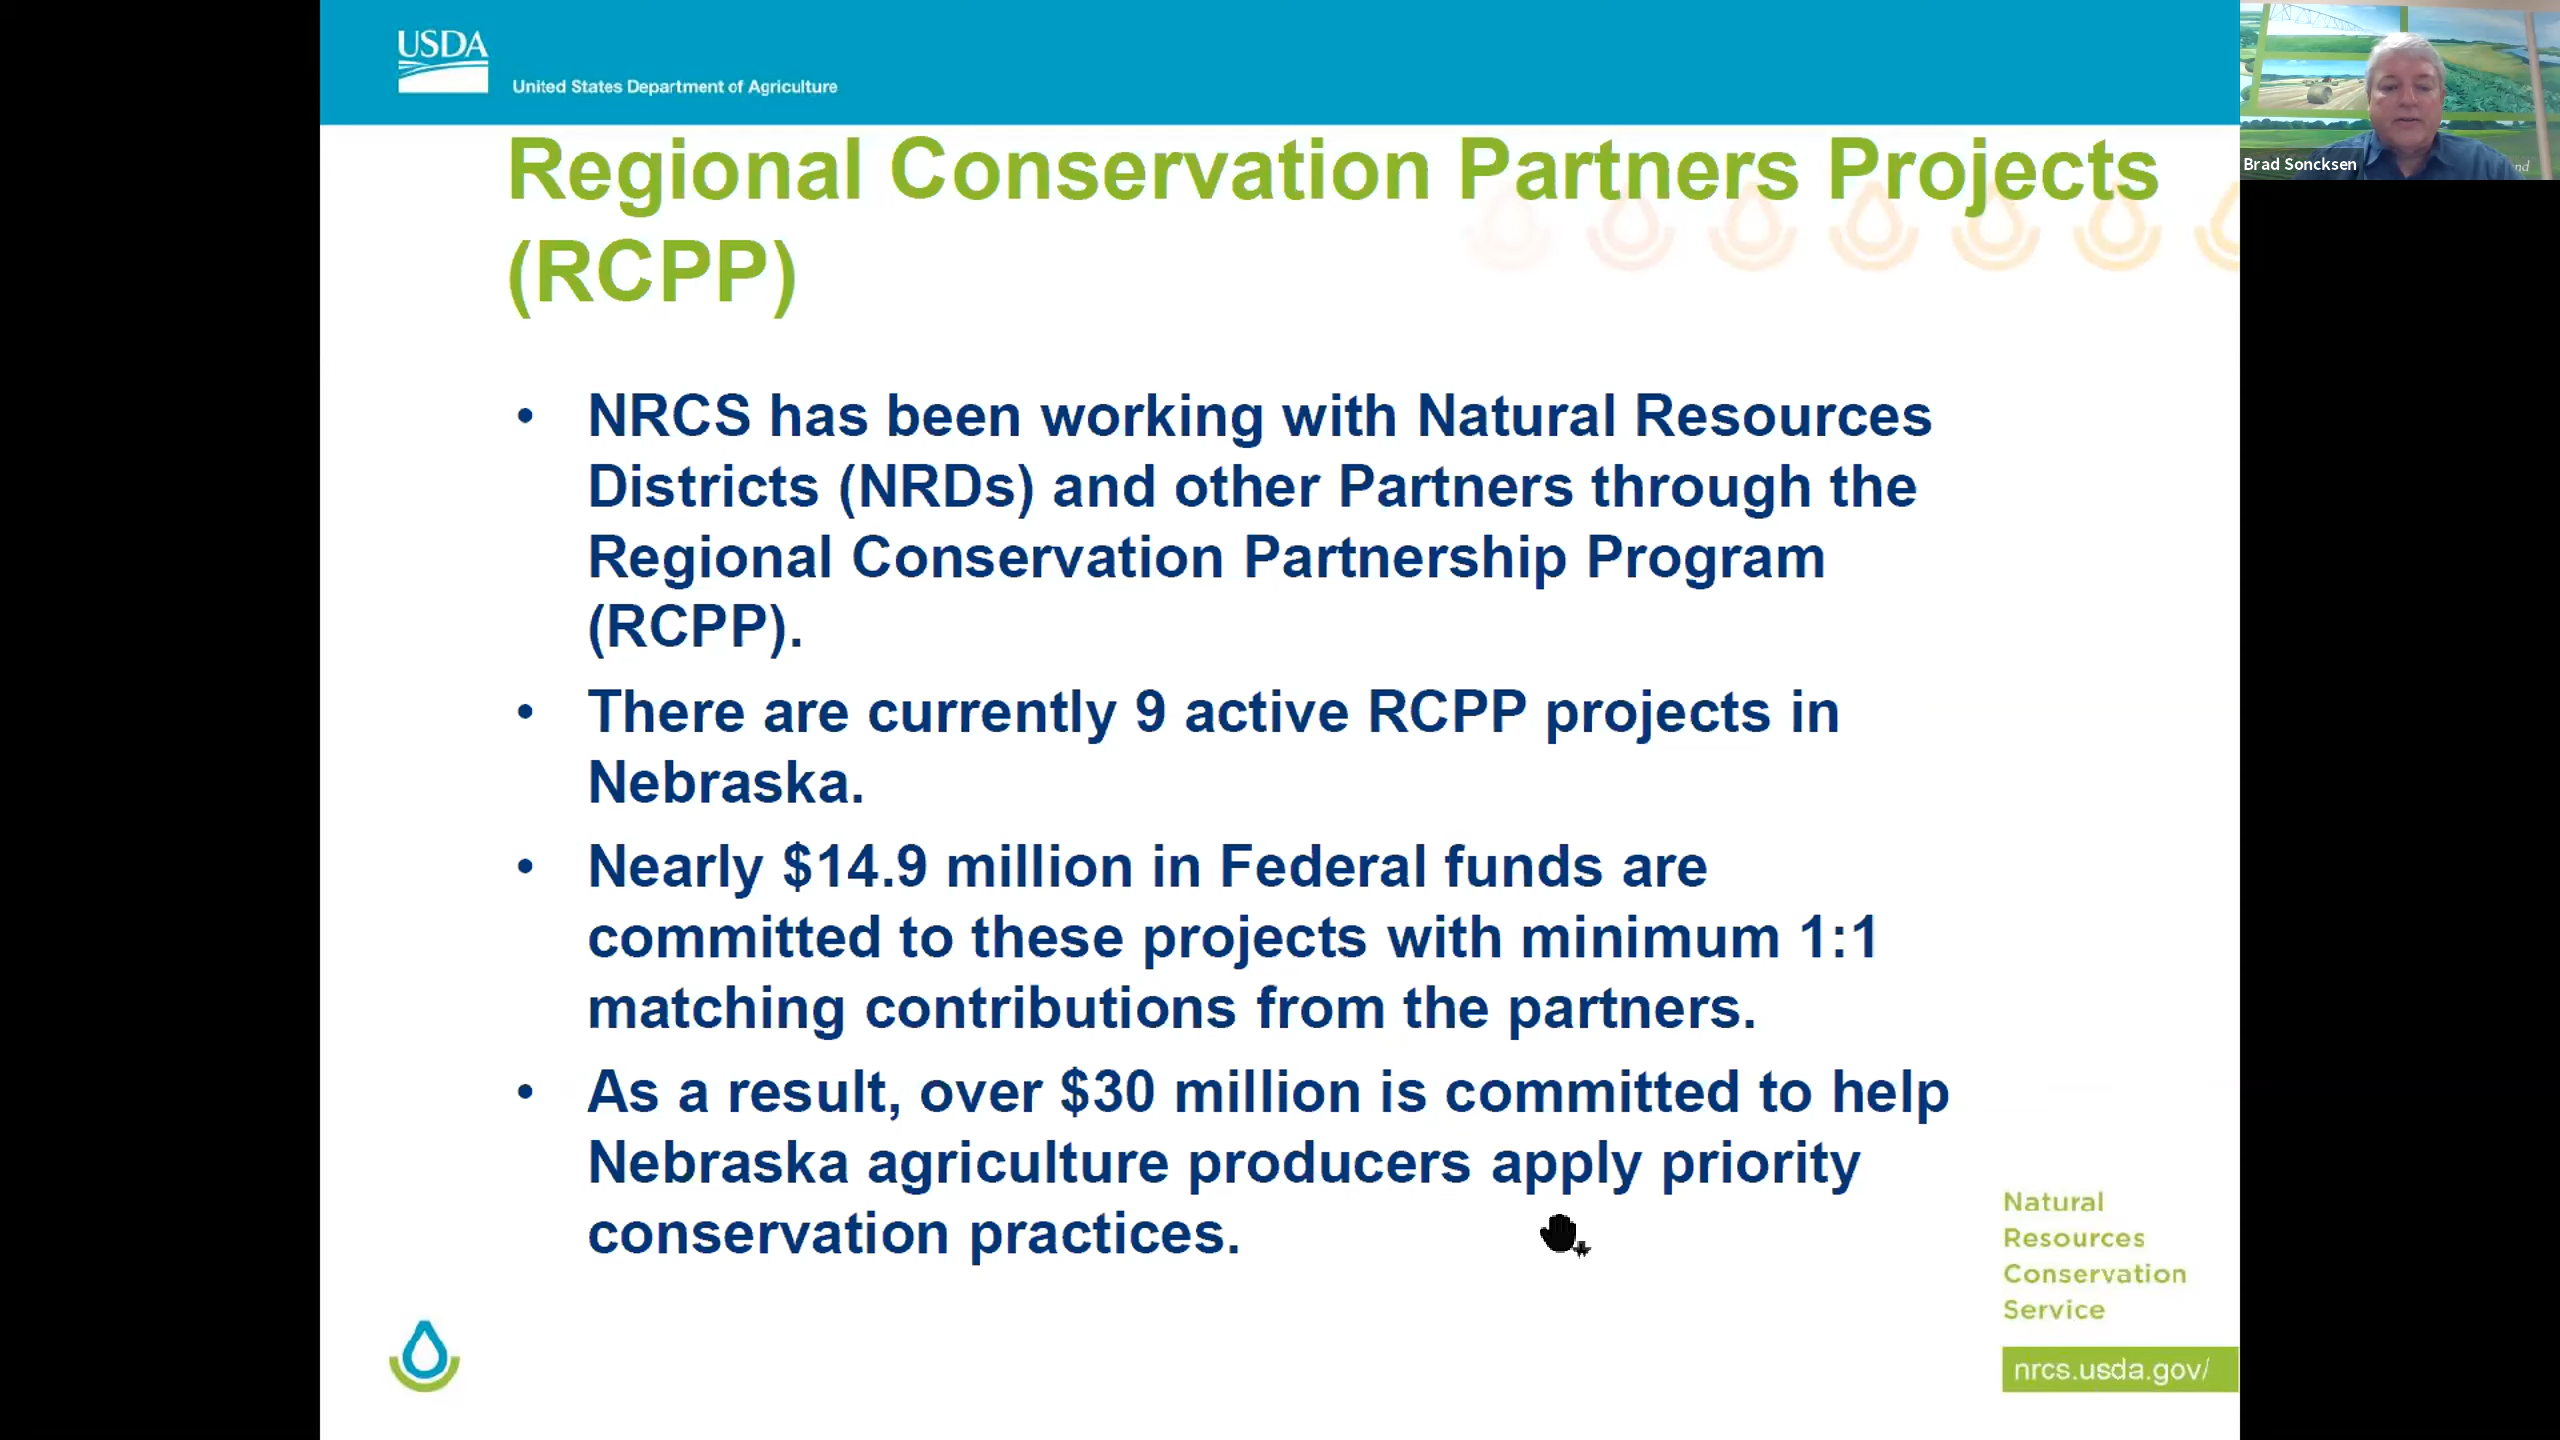 USDA
United States Department of Agriculture
Regional Conservation Partners Projects
(RCPP)
• NRCS has been working with Natural Resources
Districts (NRDs) and other Partners through the
Regional Conservation Partnership Program
(RCPP).
• There are currently 9 active RCPP projects in
Nebraska.
• Nearly $14.9 million in Federal funds are
committed to these projects with minimum 1:1
matching contributions from the partners.
• As a result, over $30 million is committed to help
Nebraska agriculture producers apply priority
conservation practices.
Natural
Resources
Conservation
Service
nrcs.usda.gov/
Brad Soncksen